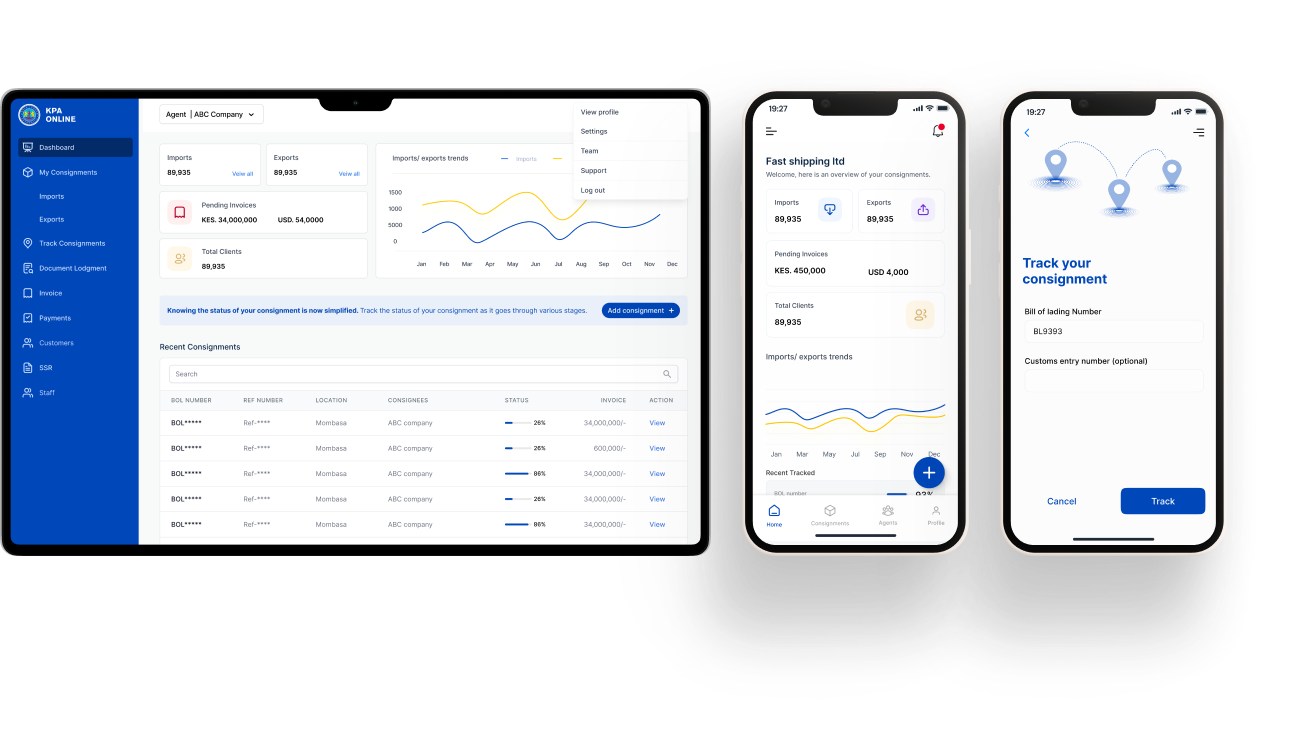 KPA
ONLINE
Dashboard
My Consignments
Imports
Exports
Track Consignments
Document Lodgment
Invoice
Payments
Customers
SSR
Staff
Agent | ABC Company
View profile
Settings
Team
Support
Log out
Imports
89,935
Veiw all
Exports
89,935
Veiw all
Pending Invoices
KES. 34,000,000 USD. 54,0000
Total Clients
89,935
Imports/ exports trends
Imports
1500
1000
5000
0
Jan Feb Mar Apr May Jun Jul Aug Sep Oct Nov Dec
Knowing the status of your consignment is now simplified. Track the status of your consignment as it goes through various stages.
Add consignment +
Recent Consignments
Search
BOL NUMBER REF NUMBER LOCATION CONSIGNEES STATUS INVOICE ACTION
BOL***** Ref-**** Mombasa ABC company 26% 34,000,000/- View
BOL***** Ref-**** Mombasa ABC company 26% 600,000/- View
BOL***** Ref-**** Mombasa ABC company 86% 34,000,000/- View
BOL***** Ref-**** Mombasa ABC company 26% 34,000,000/- View
BOL***** Ref-**** Mombasa ABC company 86% 34,000,000/- View
19:27
Fast shipping ltd
Welcome, here is an overview of your consignments.
Imports
89,935
Exports
89,935
Pending Invoices
KES. 450,000 USD 4,000
Total Clients
89,935
Imports/ exports trends
Jan Mar May Jul Sep Nov Dec
Recent Tracked
BOL number 93%
Home Consignments Agents Profile
19:27
Track your
consignment
Bill of lading Number
BL9393
Customs entry number (optional)
Cancel Track